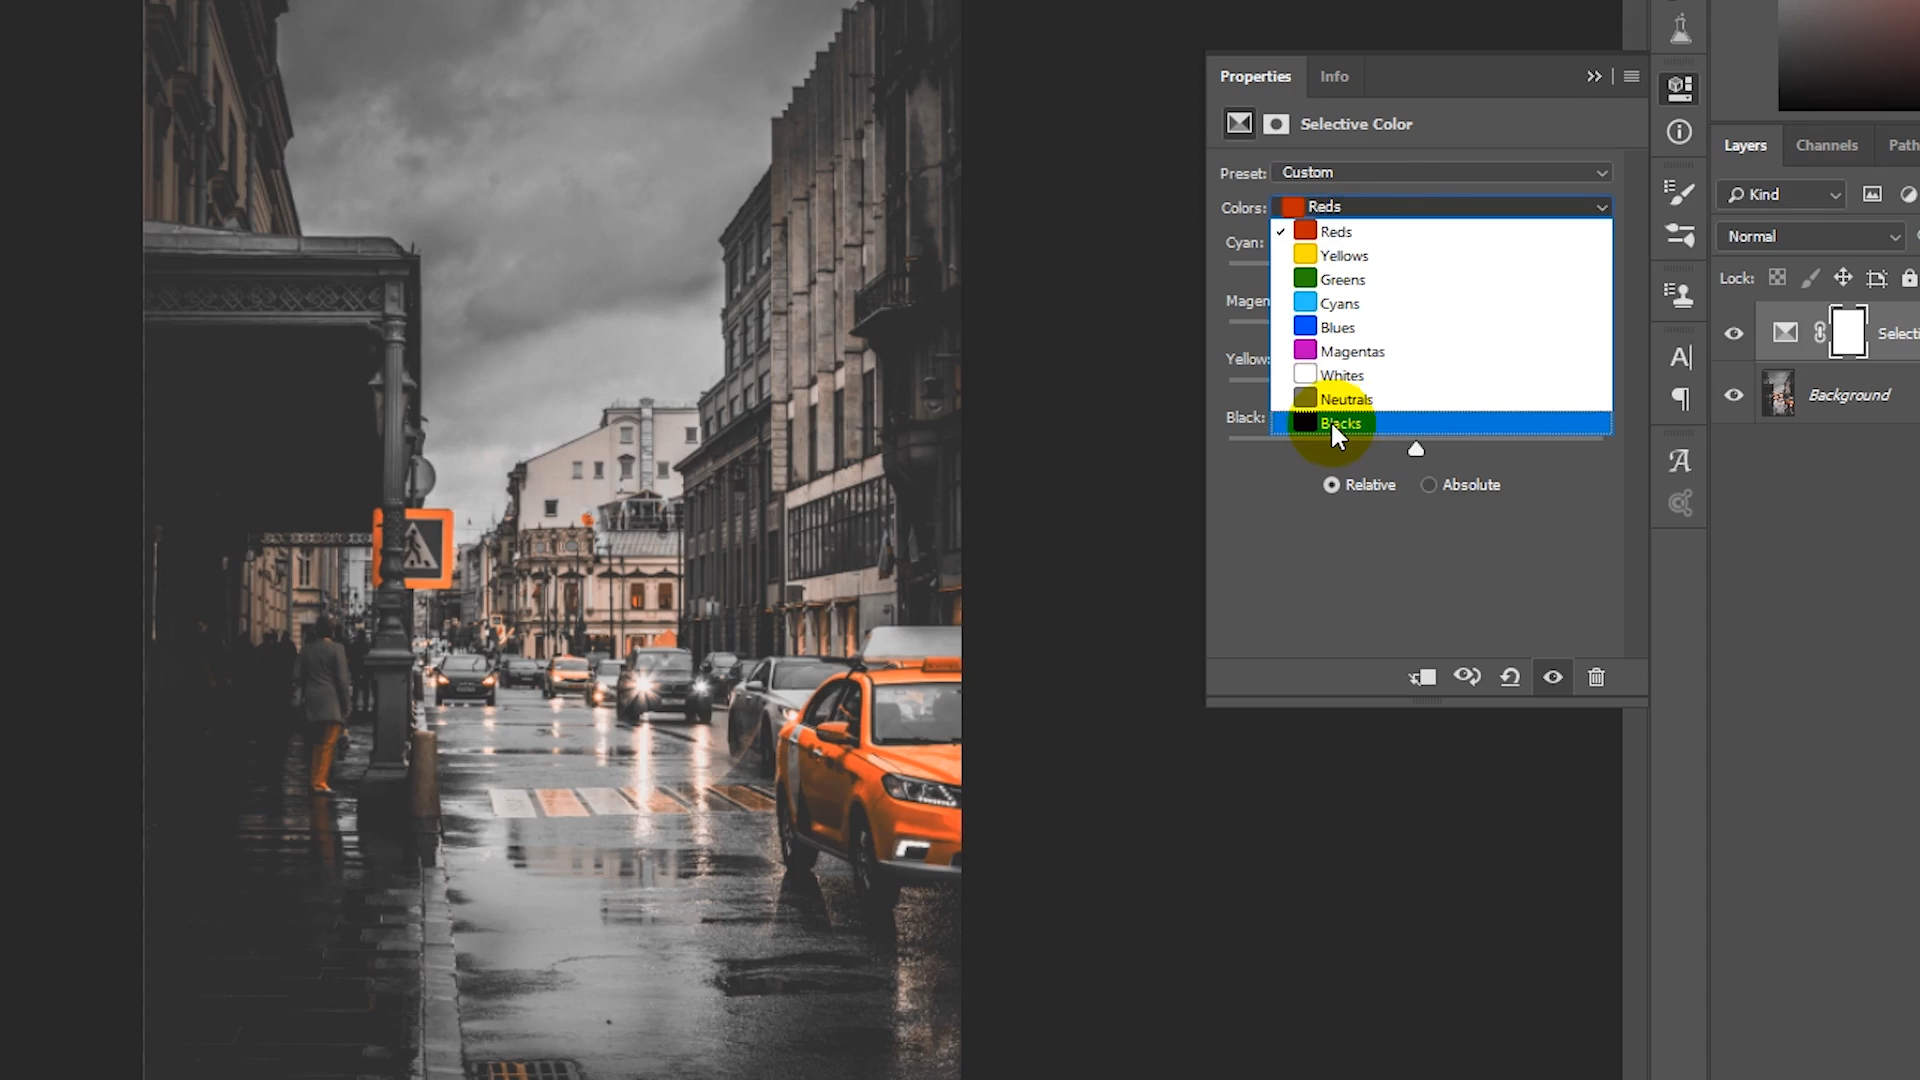 Properties Info
Selective Color
Preset: Custom
Colors: Reds
Reds
Yellows
Greens
Cyans
Blues
Magentas
Whites
Neutrals
Blacks
Cyan:
Magen
Yellow:
Black:
Relative Absolute
Layers Channels Path
Kind
Normal
Lock:
Selecti
Background